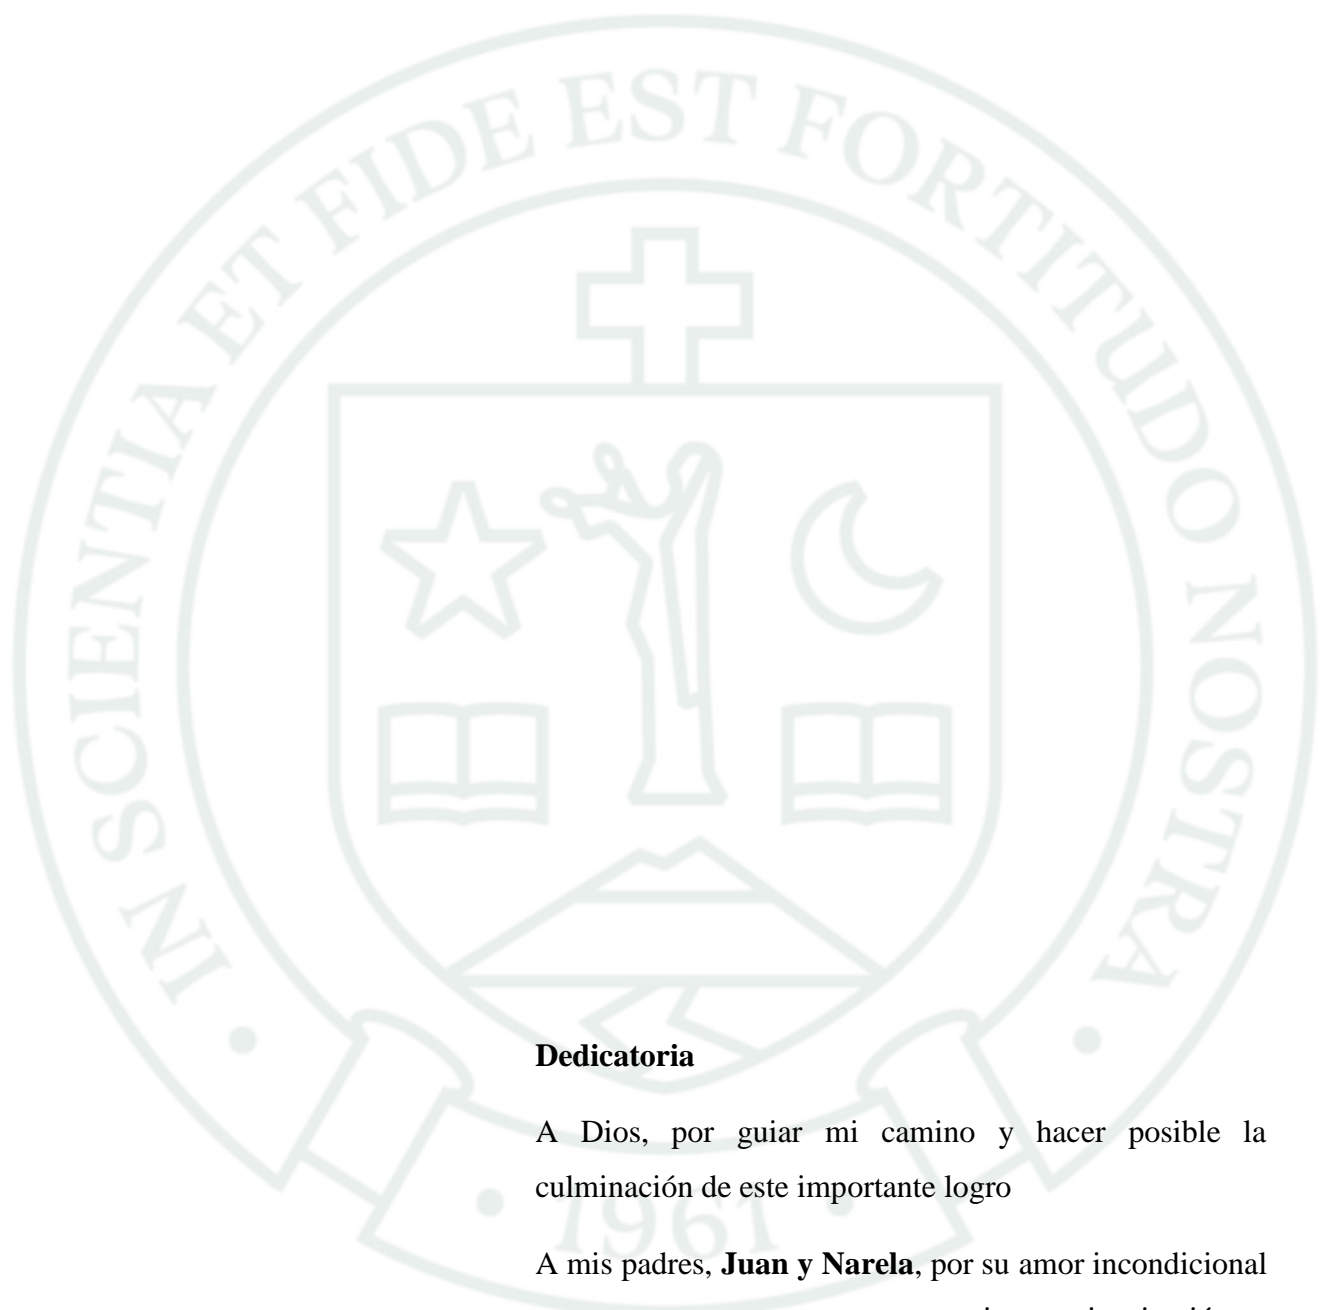 IN SCIENTIA ET FIDE EST FORTITUDO NOSTRA
Dedicatoria
A Dios, por guiar mi camino y hacer posible la
culminación de este importante logro
1961
A mis padres, Juan y Narela, por su amor incondicional